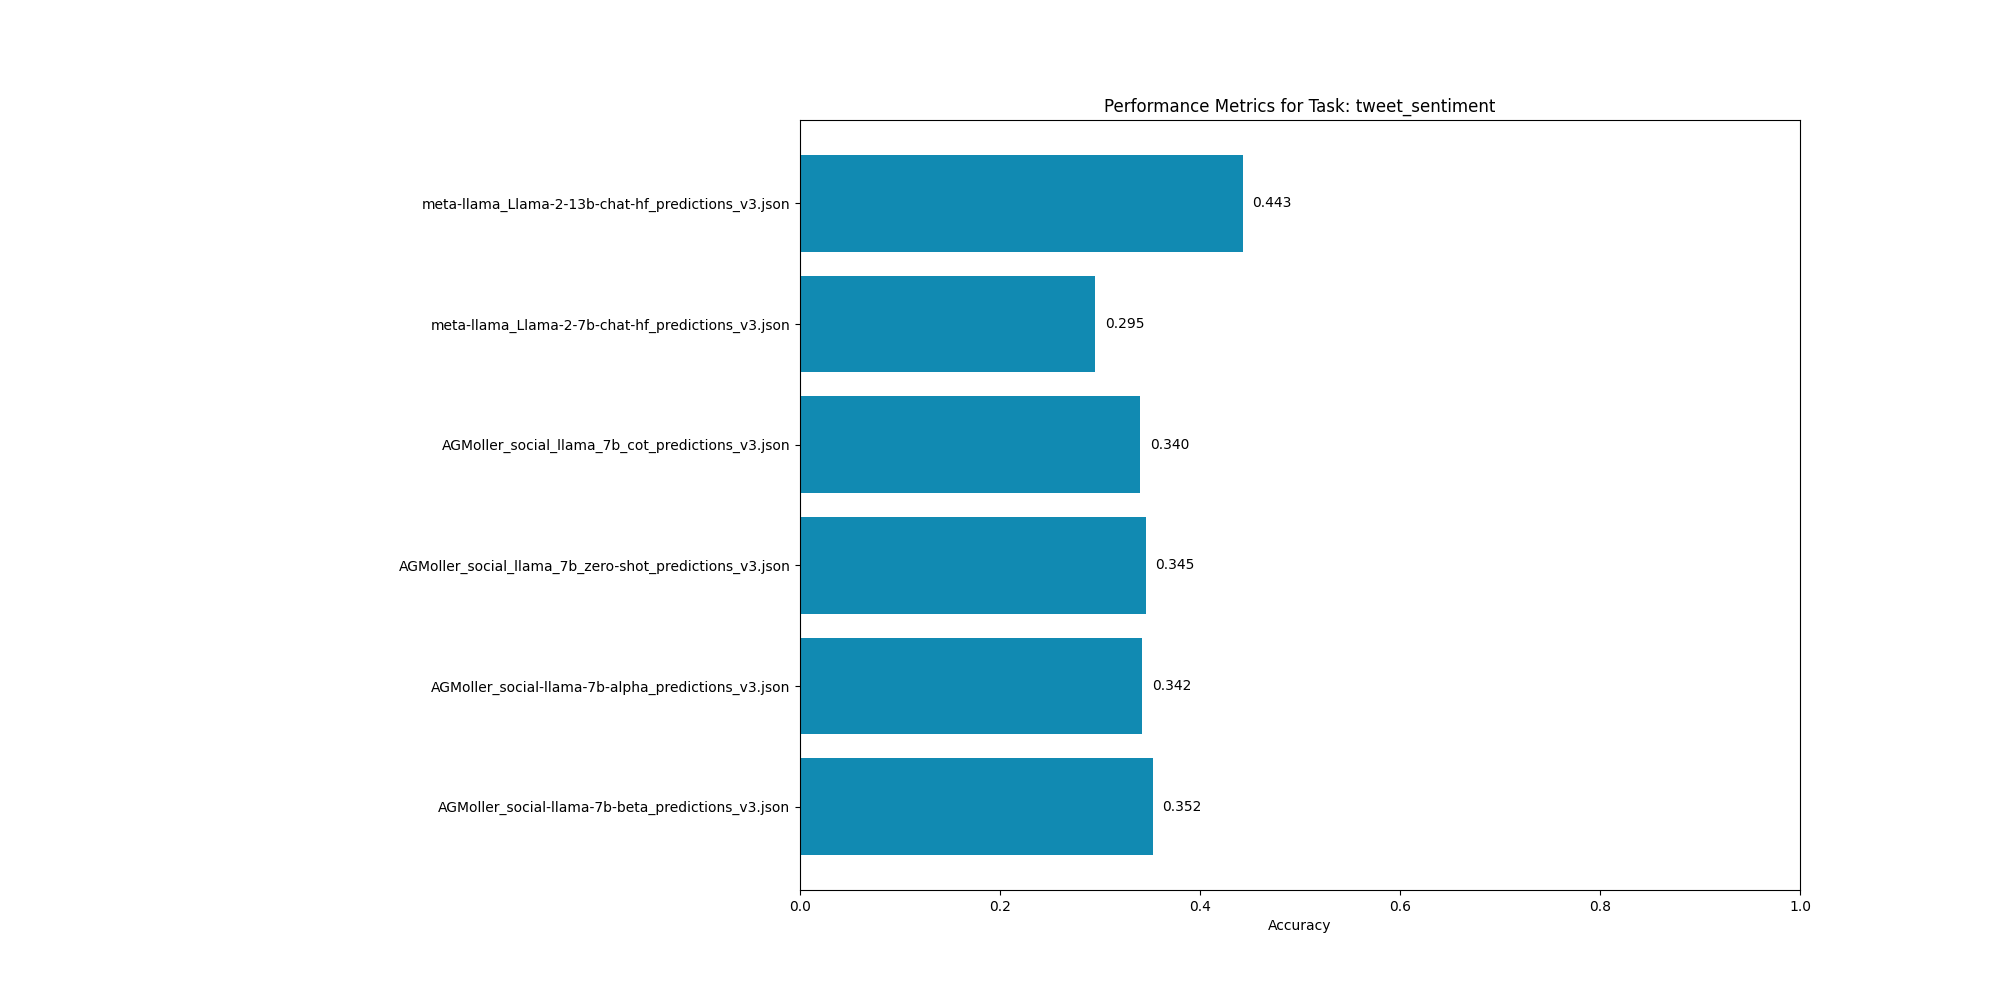 Performance Metrics for Task: tweet_sentiment
meta-llama_Llama-2-13b-chat-hf_predictions_v3.json
0.443
meta-llama_Llama-2-7b-chat-hf_predictions_v3.json
0.295
AGMoller_social_llama_7b_cot_predictions_v3.json
0.340
AGMoller_social_llama_7b_zero-shot_predictions_v3.json
0.345
AGMoller_social-llama-7b-alpha_predictions_v3.json
0.342
AGMoller_social-llama-7b-beta_predictions_v3.json
0.352
0.0 0.2 0.4 0.6 0.8 1.0
Accuracy